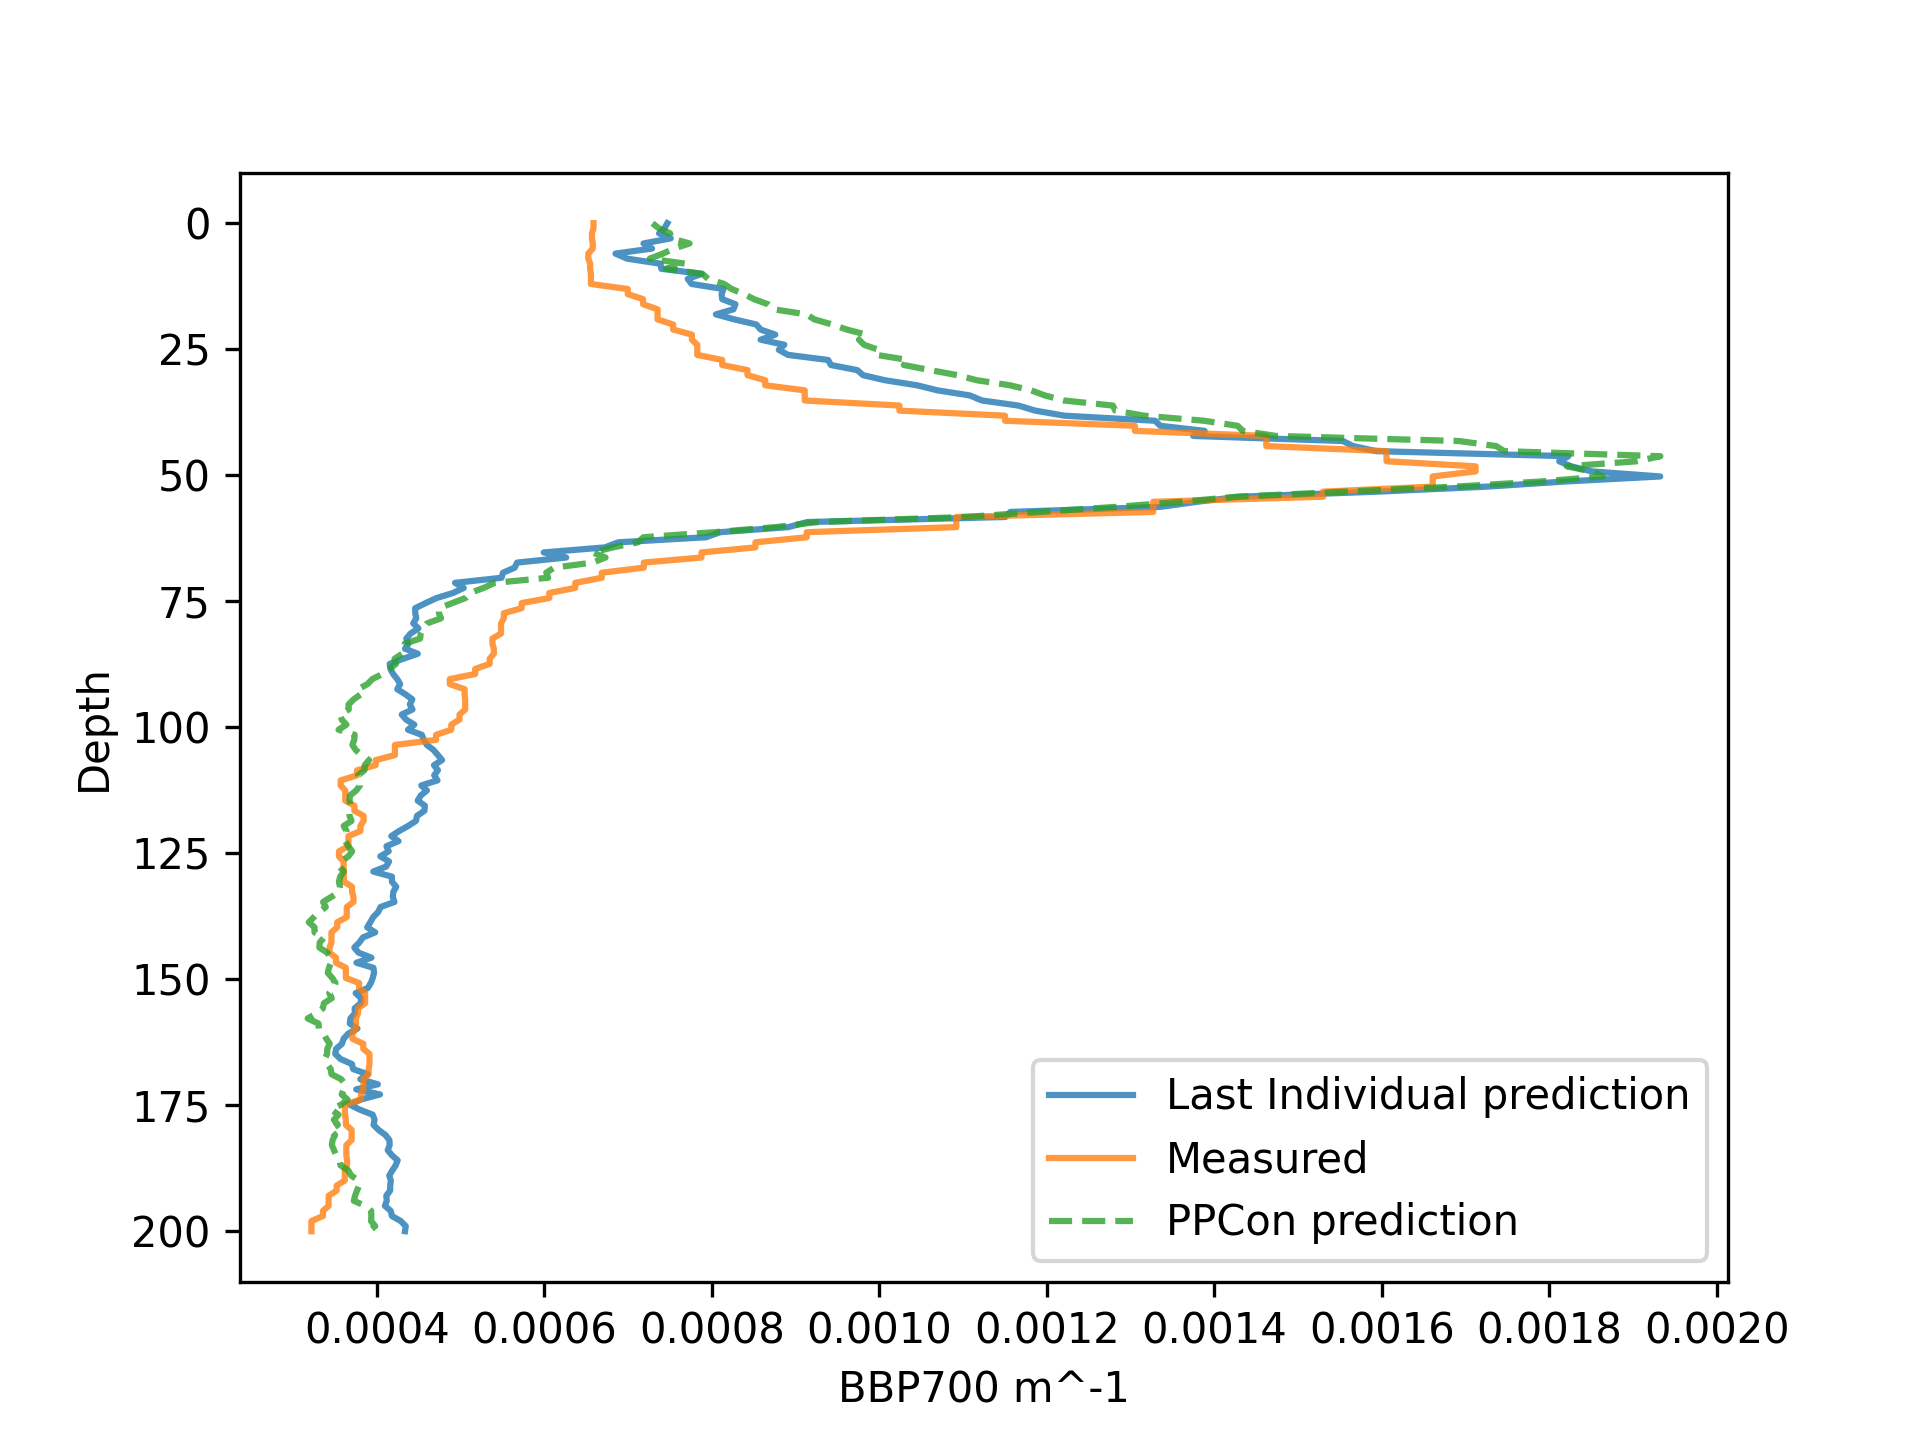 0
25
50
75
100
125
150
175
200
Depth
0.0004 0.0006 0.0008 0.0010 0.0012 0.0014 0.0016 0.0018 0.0020
BBP700 m^-1
Last Individual prediction
Measured
PPCon prediction